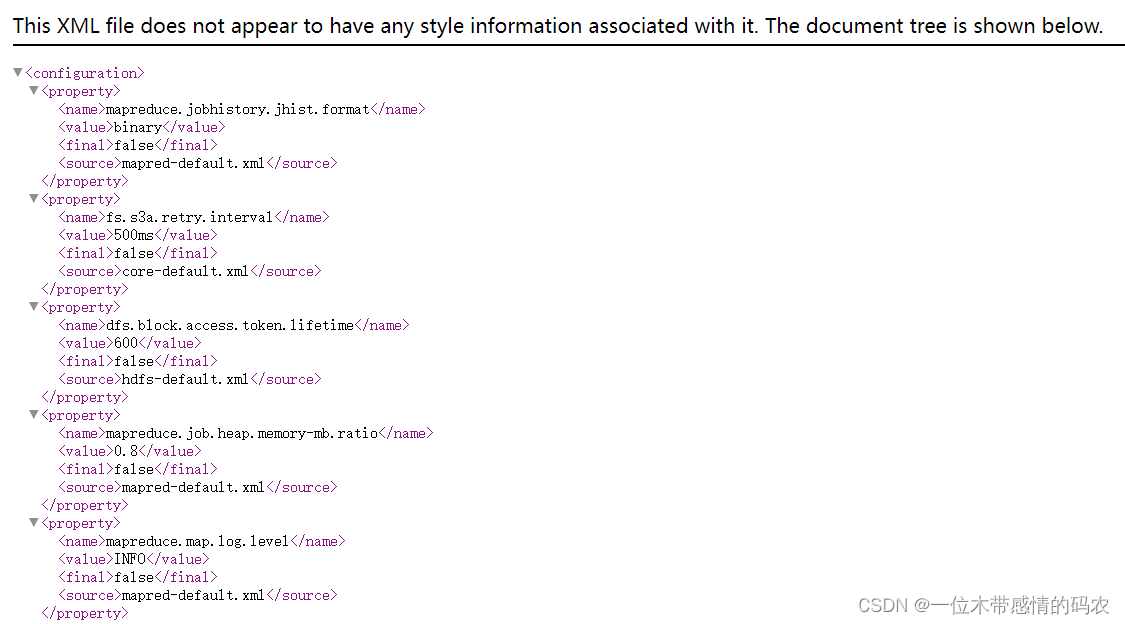 This XML file does not appear to have any style information associated with it. The document tree is shown below.
▼<configuration>
▼<property>
<name>mapreduce.jobhistory.jhist.format</name>
<value>binary</value>
<final>false</final>
<source>mapred-default.xml</source>
</property>
▼<property>
<name>fs.s3a.retry.interval</name>
<value>500ms</value>
<final>false</final>
<source>core-default.xml</source>
</property>
▼<property>
<name>dfs.block.access.token.lifetime</name>
<value>600</value>
<final>false</final>
<source>hdfs-default.xml</source>
</property>
▼<property>
<name>mapreduce.job.heap.memory-mb.ratio</name>
<value>0.8</value>
<final>false</final>
<source>mapred-default.xml</source>
</property>
▼<property>
<name>mapreduce.map.log.level</name>
<value>INFO</value>
<final>false</final>
<source>mapred-default.xml</source>
</property>
CSDN @一位木带感情的码农